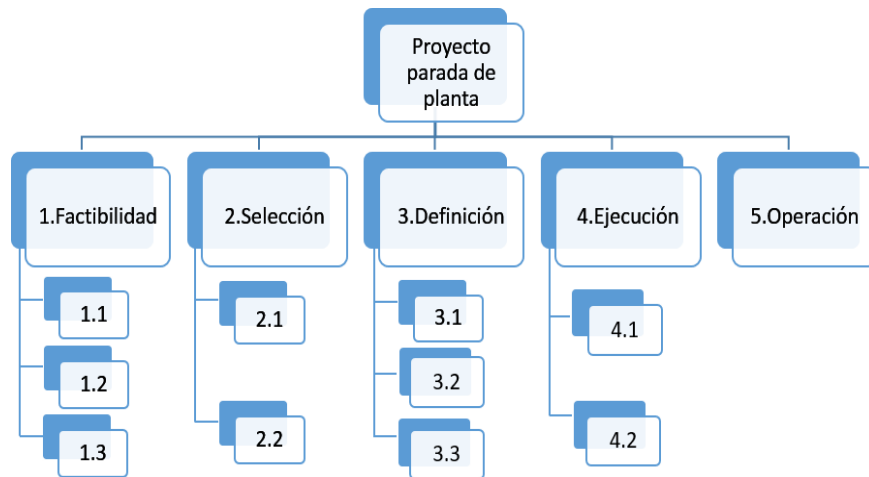 Proyecto
parada de
planta
1.Factibilidad
2.Selección
3.Definición
4.Ejecución
5.Operación
1.1
1.2
1.3
2.1
2.2
3.1
3.2
3.3
4.1
4.2